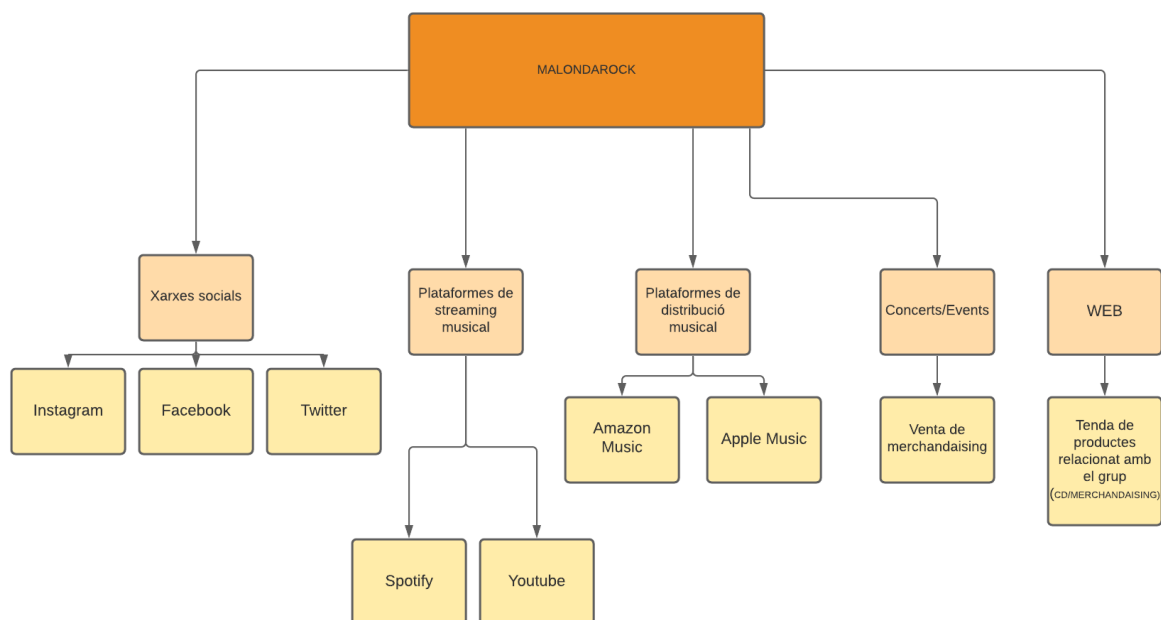 MALONDAROCK
Xarxes socials
Plataformes de
streaming
musical
Plataformes de
distribució
musical
Concerts/Events
WEB
Instagram
Facebook
Twitter
Amazon
Music
Apple Music
Venta de
merchandaising
Tenda de
productes
relacionat amb
el grup
(CD/MERCHANDAISING)
Spotify
Youtube